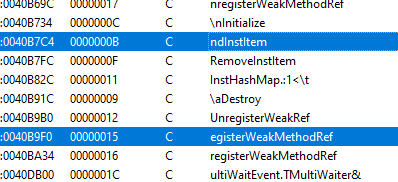 :0040B69C 00000017 C nregisterWeakMethodRef
:0040B734 0000000C C \nInitialize
:0040B7C4 0000000B C ndInstItem
:0040B7FC 0000000F C RemoveInstItem
:0040B82C 00000011 C InstHashMap.:1<\t
:0040B91C 00000009 C \aDestroy
:0040B9B0 00000012 C UnregisterWeakRef
:0040B9F0 00000015 C egisterWeakMethodRef
:0040BA34 00000016 C registerWeakMethodRef
:0040DB00 0000001C C ultiWaitEvent.TMultiWaiter&